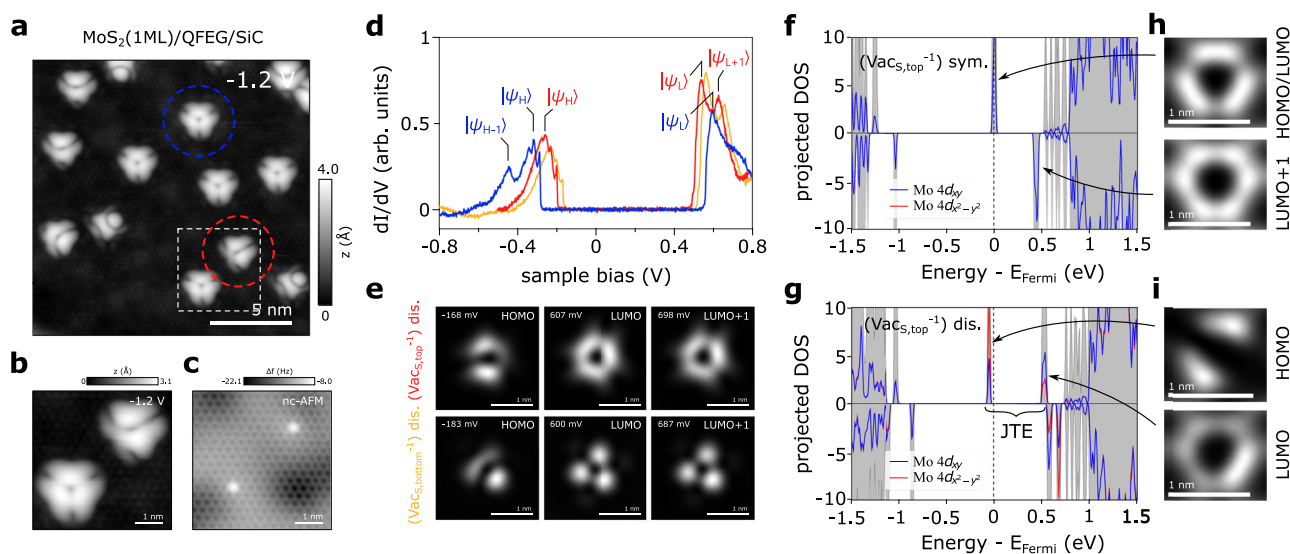 a
MoS2(1ML)/QFEG/SiC
-1.2 V
5 nm
4.0
z (Å)
0.0
b
z (Å)
0 3.1
-1.2 V
1 nm
c
Δf (Hz)
-22.1 -8.0
nc-AFM
1 nm
d
dI/dV (arb. units)
1
0.5
0
|ψH-1⟩
|ψH⟩
|ψH⟩
|ψL⟩
|ψL+1⟩
|ψL⟩
-0.8 -0.4 0 0.4 0.8
sample bias (V)
e
(VacS,top-1) dis.
-168 mV HOMO
1 nm
607 mV LUMO
1 nm
698 mV LUMO+1
1 nm
(VacS,bottom-1) dis.
-183 mV HOMO
1 nm
600 mV LUMO
1 nm
687 mV LUMO+1
1 nm
f
projected DOS
10
5
0
-5
-10
(VacS,top-1) sym.
Mo 4dxy
Mo 4dx2−y2
-1.5 -1 -0.5 0 0.5 1 1.5
Energy - EFermi (eV)
g
projected DOS
10
5
0
5
-10
(VacS,top-1) dis.
JTE
Mo 4dxy
Mo 4dx2−y2
-1.5 -1 -0.5 0 0.5 1 1.5
Energy - EFermi (eV)
h
1 nm
HOMO/LUMO
1 nm
LUMO+1
i
1 nm
HOMO
1 nm
LUMO